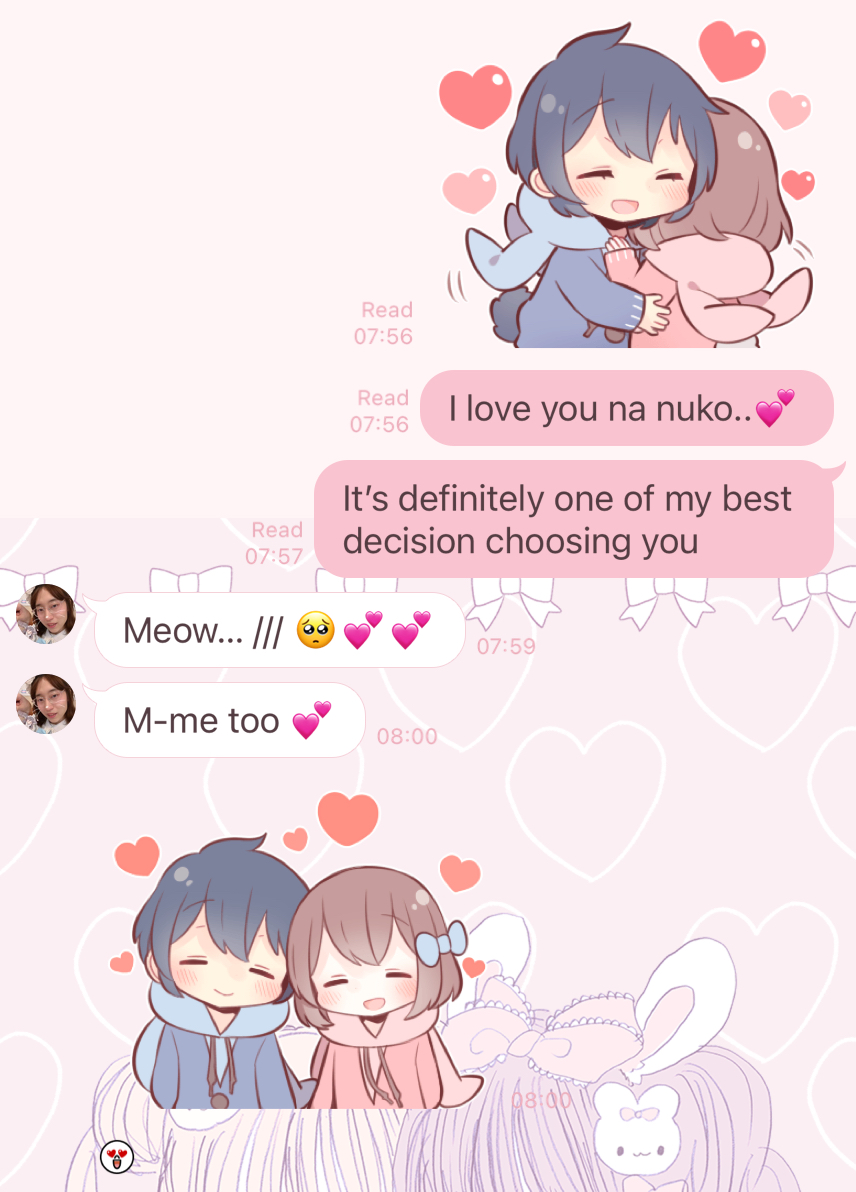 Read
07:56
Read
07:56
I love you na nuko..💕
It’s definitely one of my best
decision choosing you
Read
07:57
Meow... /// 🥺 💕 💕
07:59
M-me too 💕
08:00
08:00